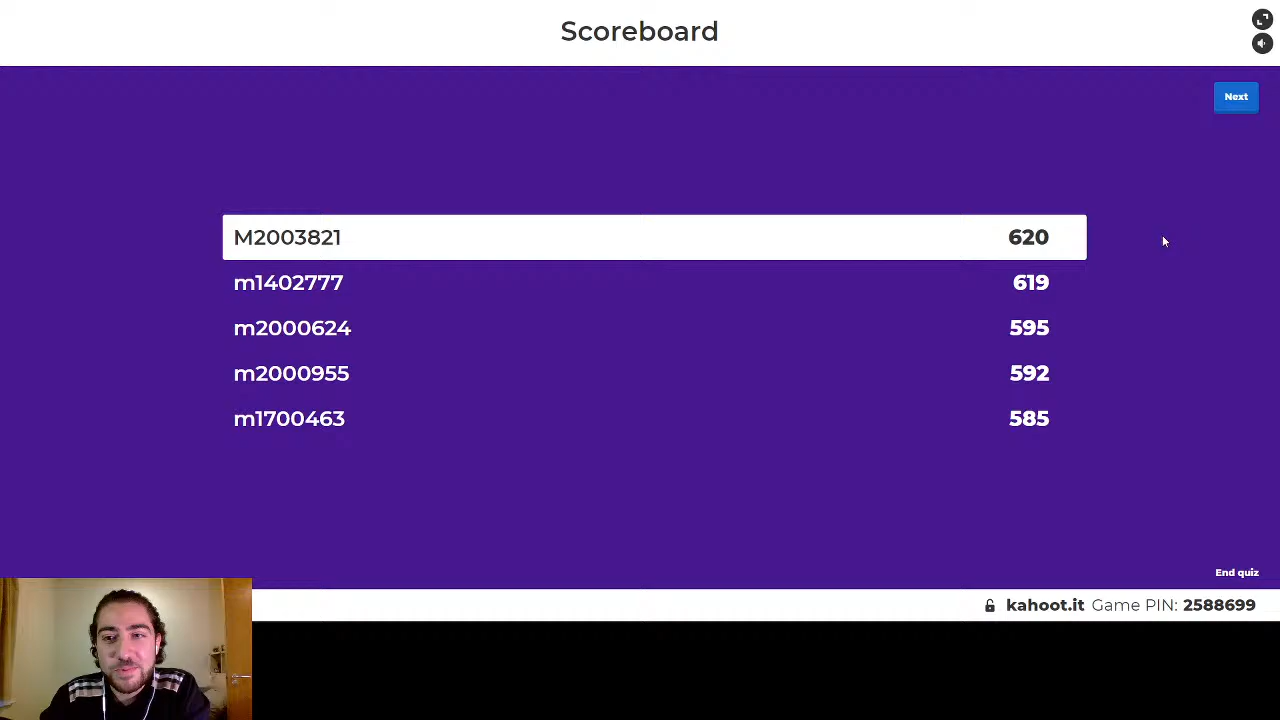 Scoreboard
Next
M2003821 620
m1402777 619
m2000624 595
m2000955 592
m1700463 585
End quiz
kahoot.it Game PIN: 2588699